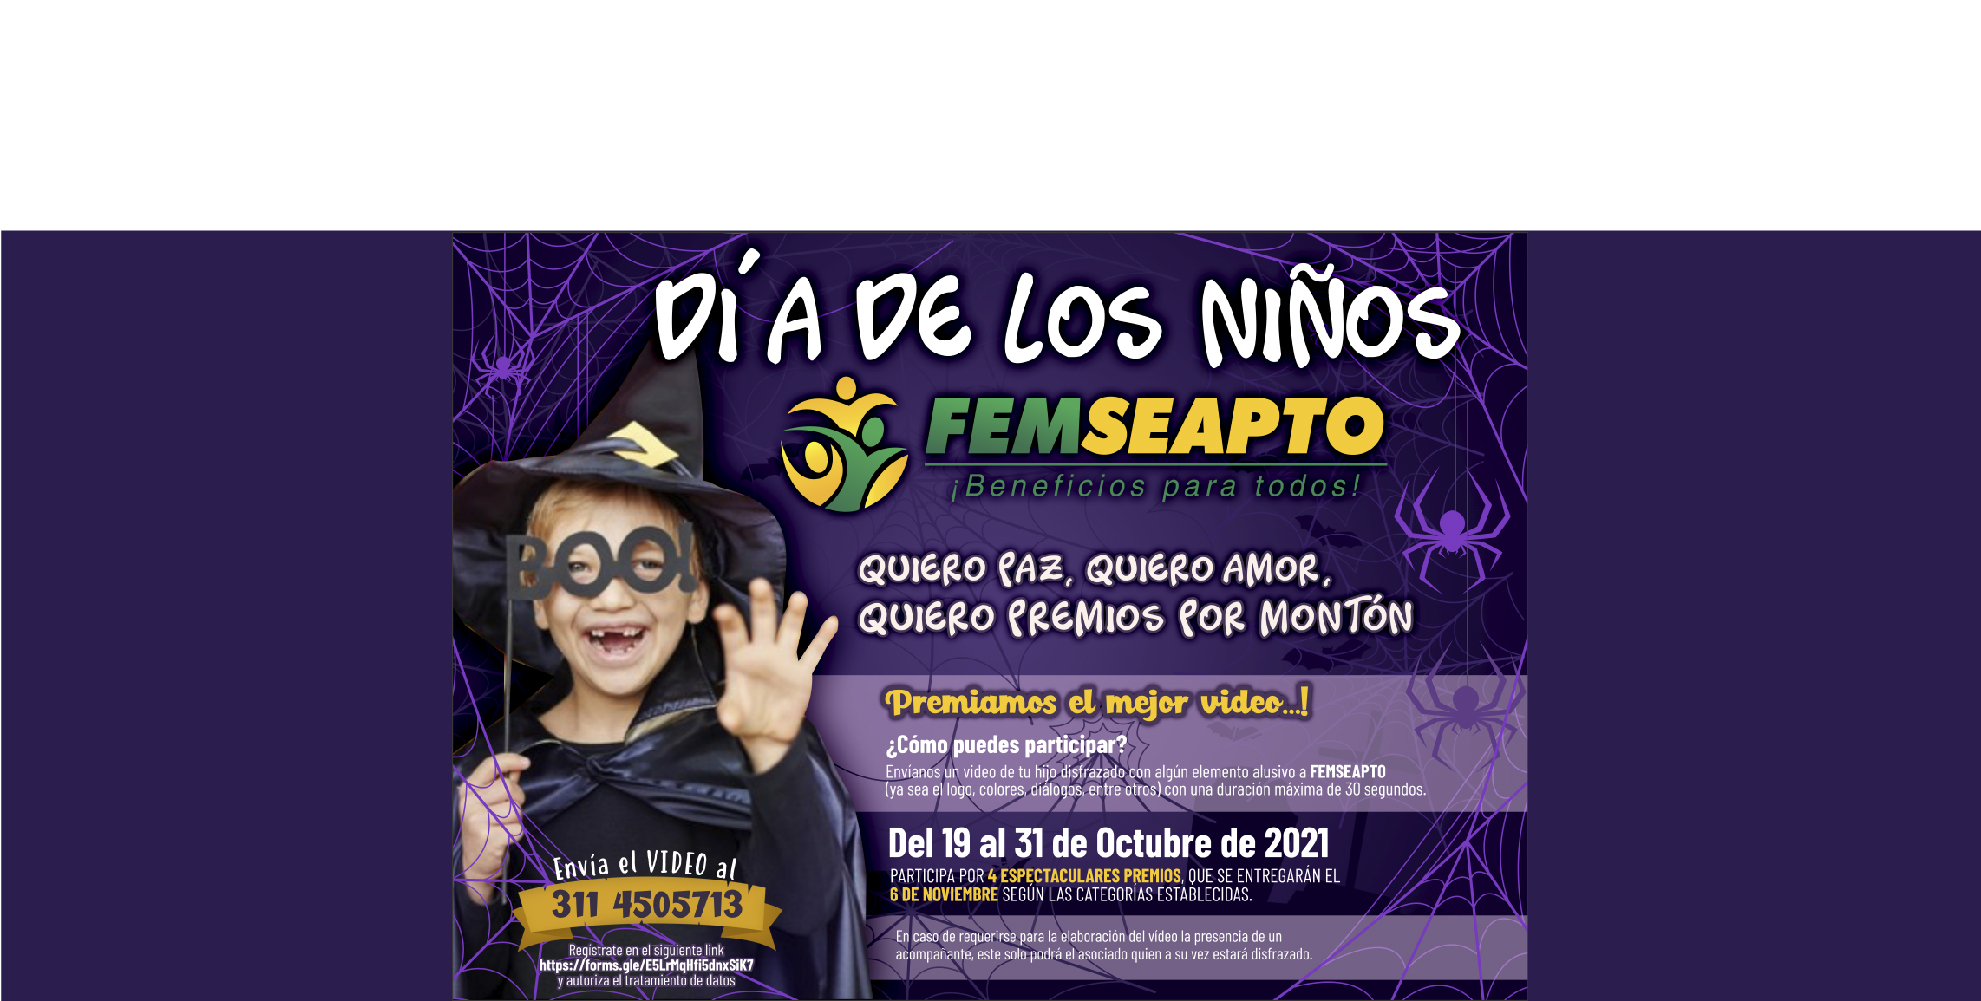 DÍA DE LOS NIÑOS
FEMSEAPTO
¡Beneficios para todos!
BOO!
QUIERO PAZ, QUIERO AMOR,
QUIERO PREMIOS POR MONTÓN
Premiamos el mejor video...!
¿Cómo puedes participar?
Envíanos un video de tu hijo disfrazado con algún elemento alusivo a FEMSEAPTO
(ya sea el logo, colores, diálogos, entre otros) con una duración máxima de 30 segundos.
Del 19 al 31 de Octubre de 2021
PARTICIPA POR 4 ESPECTACULARES PREMIOS, QUE SE ENTREGARÁN EL
6 DE NOVIEMBRE SEGÚN LAS CATEGORÍAS ESTABLECIDAS.
En caso de requerirse para la elaboración del vídeo la presencia de un
acompañante, este solo podrá el asociado quien a su vez estará disfrazado.
Envía el VIDEO al
311 4505713
Regístrate en el siguiente link
https://forms.gle/E5LrMqHfi5dnxSiK7
y autoriza el tratamiento de datos